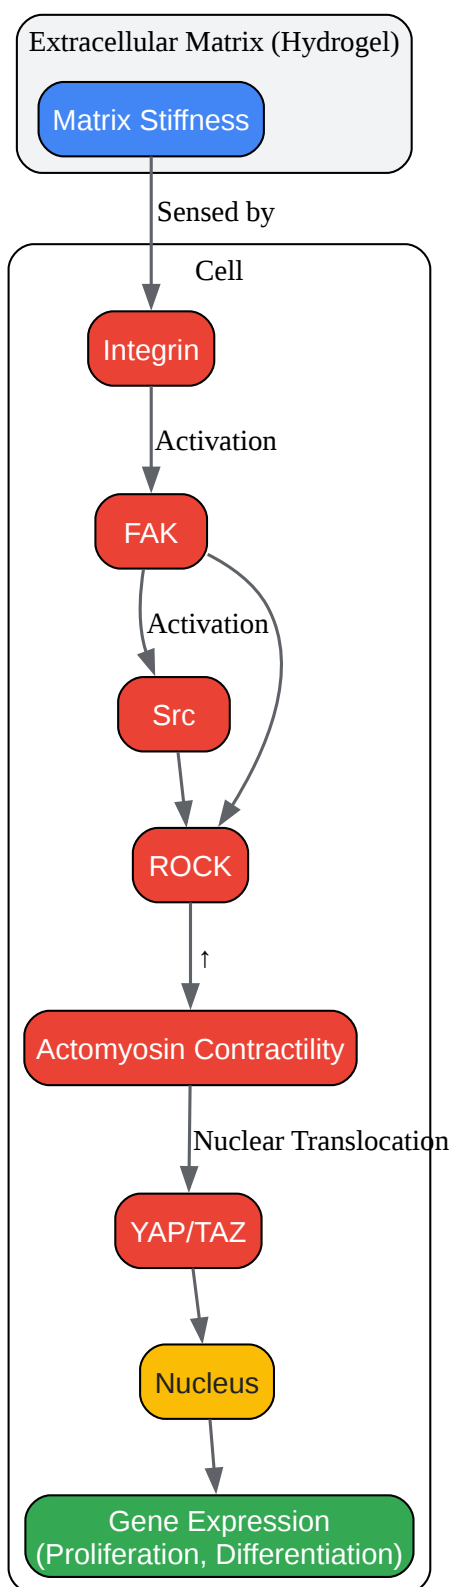 Extracellular Matrix (Hydrogel)
Matrix Stiffness
Sensed by
Cell
Integrin
Activation
FAK
Activation
Src
ROCK
↑
Actomyosin Contractility
Nuclear Translocation
YAP/TAZ
Nucleus
Gene Expression
(Proliferation, Differentiation)